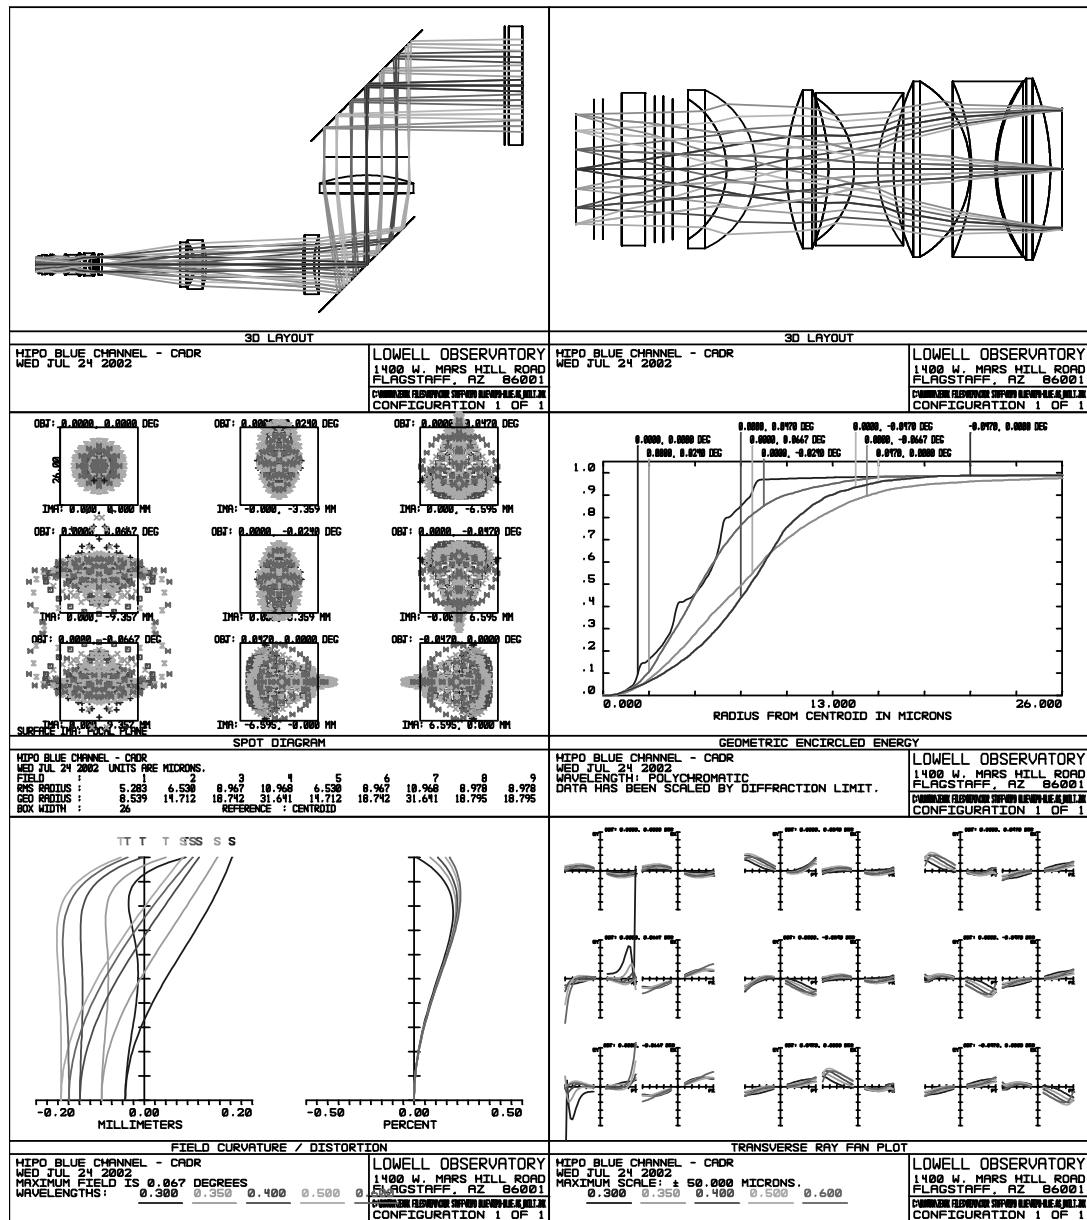 3D LAYOUT
HIPO BLUE CHANNEL - CADR
WED JUL 24 2002
LOWELL OBSERVATORY
1400 W. MARS HILL ROAD
FLAGSTAFF, AZ 86001
CONFIGURATION 1 OF 1
3D LAYOUT
HIPO BLUE CHANNEL - CADR
WED JUL 24 2002
LOWELL OBSERVATORY
1400 W. MARS HILL ROAD
FLAGSTAFF, AZ 86001
CONFIGURATION 1 OF 1
OBJ: 0.0000, 0.0000 DEG
26.00
IMA: 0.000, 0.000 MM
IMA: -0.000, -3.359 MM
IMA: 0.000, -6.595 MM
OBJ: 0.0000, -0.0240 DEG
OBJ: 0.0000, -0.0470 DEG
IMA: 0.000, -9.357 MM
OBJ: 0.0000, -0.0667 DEG
OBJ: 0.0470, 0.0000 DEG
OBJ: -0.0470, 0.0000 DEG
IMA: -6.595, -0.000 MM
IMA: 6.595, 0.000 MM
SURFACE IMA: FOCAL PLANE
SPOT DIAGRAM
HIPO BLUE CHANNEL - CADR
WED JUL 24 2002 UNITS ARE MICRONS.
FIELD : 1 2 3 4 5 6 7 8 9
RMS RADIUS : 5.283 6.530 8.967 10.968 6.530 8.967 10.968 8.978 8.978
GEO RADIUS : 8.539 14.712 18.742 31.641 14.712 18.742 31.641 18.795 18.795
BOX WIDTH : 26 REFERENCE : CENTROID
0.0000, 0.0470 DEG
0.0000, -0.0470 DEG
-0.0470, 0.0000 DEG
0.0000, 0.0000 DEG
0.0000, 0.0667 DEG
0.0000, -0.0667 DEG
0.0000, 0.0240 DEG
0.0000, -0.0240 DEG
0.0470, 0.0000 DEG
1.0
.9
.8
.7
.6
.5
.4
.3
.2
.1
.0
0.000 13.000 26.000
RADIUS FROM CENTROID IN MICRONS
GEOMETRIC ENCIRCLED ENERGY
HIPO BLUE CHANNEL - CADR
WED JUL 24 2002
WAVELENGTH: POLYCHROMATIC
DATA HAS BEEN SCALED BY DIFFRACTION LIMIT.
LOWELL OBSERVATORY
1400 W. MARS HILL ROAD
FLAGSTAFF, AZ 86001
CONFIGURATION 1 OF 1
-0.20 0.00 0.20
MILLIMETERS
-0.50 0.00 0.50
PERCENT
FIELD CURVATURE / DISTORTION
HIPO BLUE CHANNEL - CADR
WED JUL 24 2002
MAXIMUM FIELD IS 0.067 DEGREES
WAVELENGTHS: 0.300 0.350 0.400 0.500
LOWELL OBSERVATORY
1400 W. MARS HILL ROAD
FLAGSTAFF, AZ 86001
CONFIGURATION 1 OF 1
TRANSVERSE RAY FAN PLOT
HIPO BLUE CHANNEL - CADR
WED JUL 24 2002
MAXIMUM SCALE: ± 50.000 MICRONS.
0.300 0.350 0.400 0.500 0.600
LOWELL OBSERVATORY
1400 W. MARS HILL ROAD
FLAGSTAFF, AZ 86001
CONFIGURATION 1 OF 1